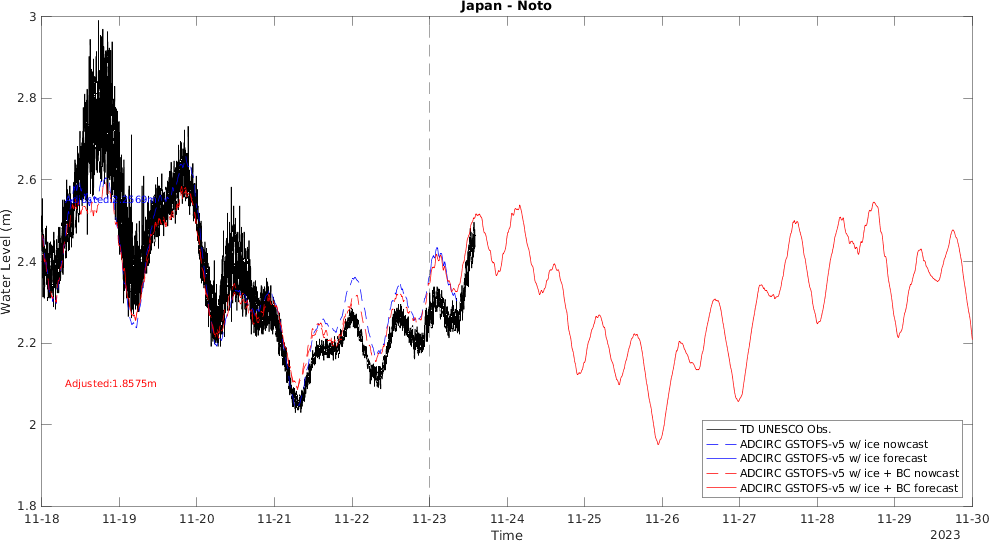 Japan - Noto
3
2.8
2.6
2.4
2.2
2
1.8
Water Level (m)
Adjusted:1.8575m
TD UNESCO Obs.
ADCIRC GSTOFS-v5 w/ ice nowcast
ADCIRC GSTOFS-v5 w/ ice forecast
ADCIRC GSTOFS-v5 w/ ice + BC nowcast
ADCIRC GSTOFS-v5 w/ ice + BC forecast
11-18 11-19 11-20 11-21 11-22 11-23 11-24 11-25 11-26 11-27 11-28 11-29 11-30
Time
2023